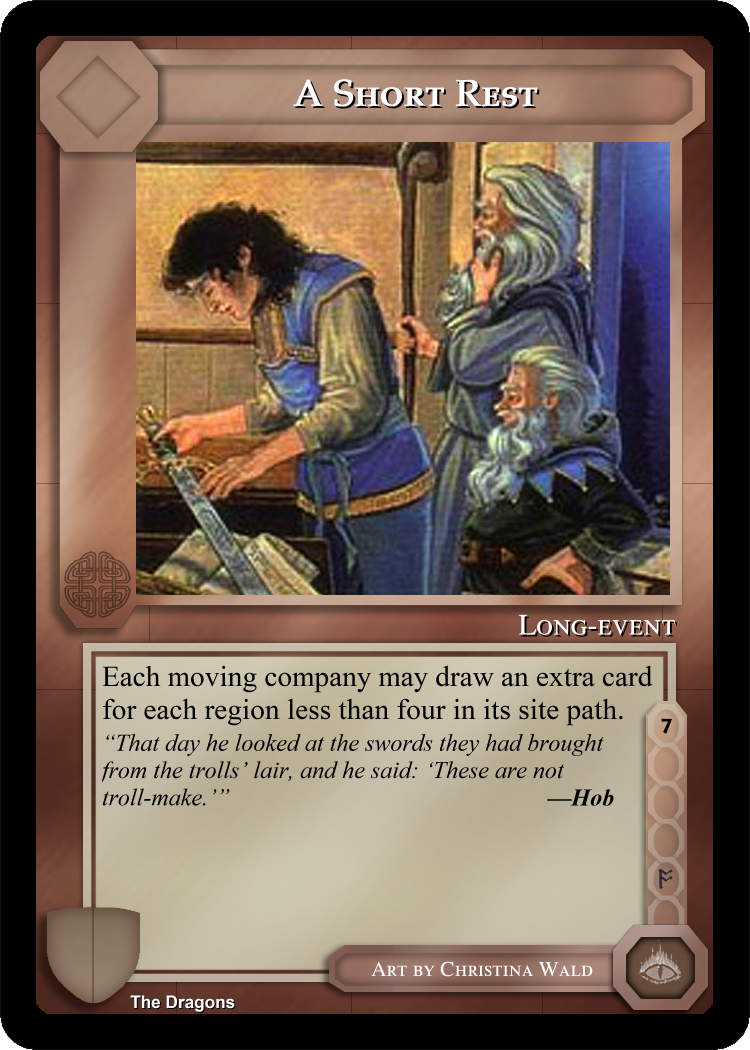 A Short Rest
Long-event
Each moving company may draw an extra card
for each region less than four in its site path.
“That day he looked at the swords they had brought
from the trolls’ lair, and he said: ‘These are not
troll-make.’” —Hob
7
ᚩ
Art by Christina Wald
The Dragons